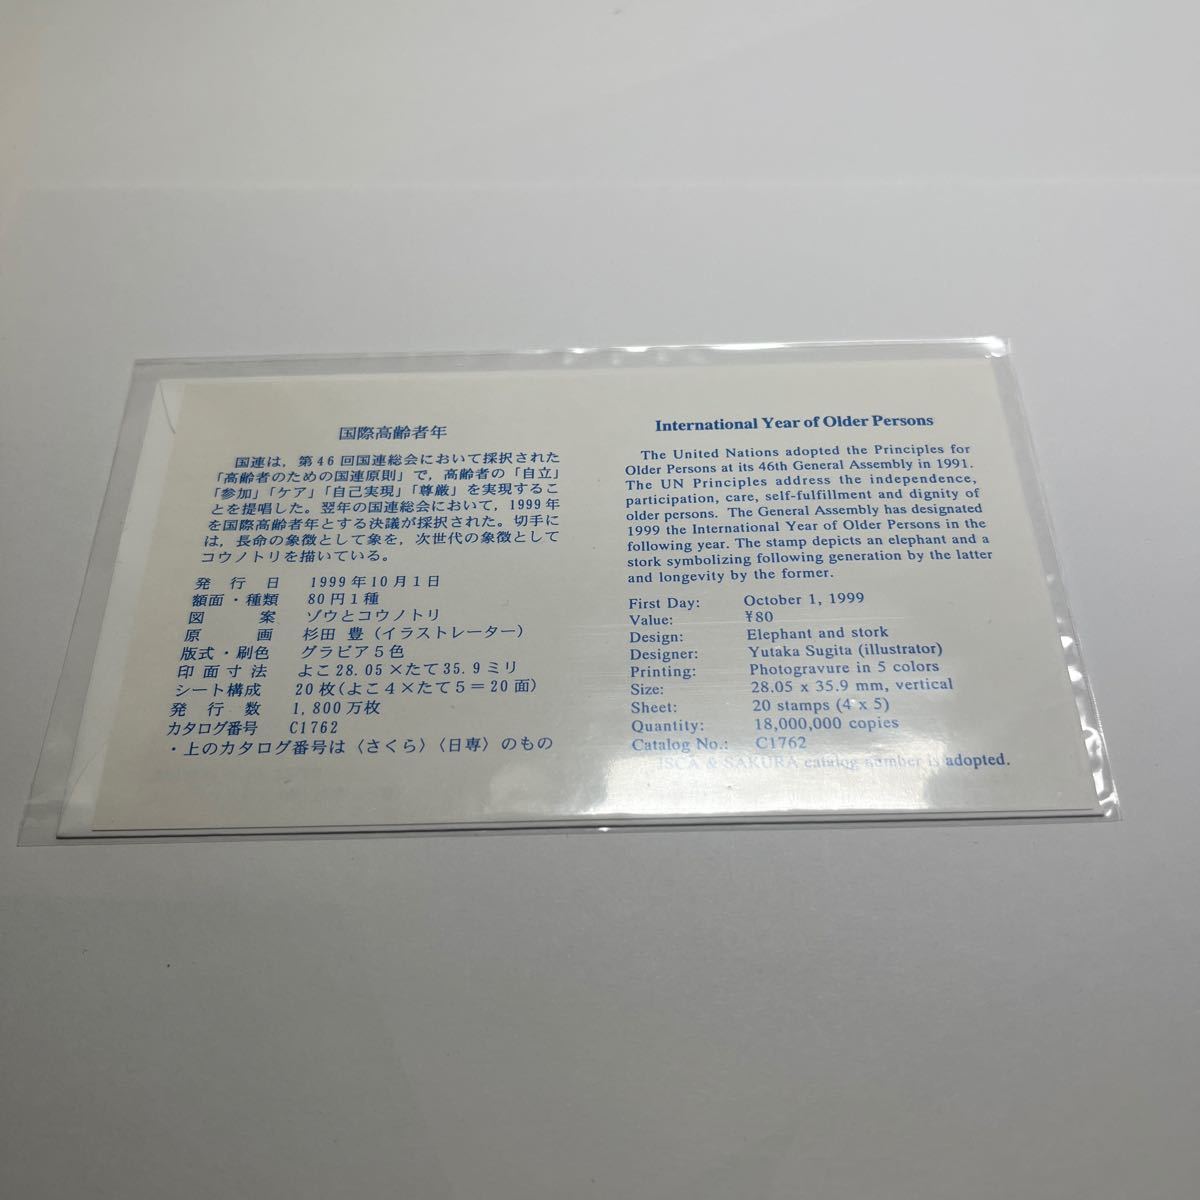 国際高齢者年
国連は，第46回国連総会において採択された
「高齢者のための国連原則」で，高齢者の「自立」
「参加」「ケア」「自己実現」「尊厳」を実現するこ
とを提唱した。翌年の国連総会において，1999年
を国際高齢者年とする決議が採択された。切手に
は，長命の象徴として象を，次世代の象徴として
コウノトリを描いている。
発行日 1999年10月1日
額面・種類 80円1種
図案 ゾウとコウノトリ
原画 杉田 豊（イラストレーター）
版式・刷色 グラビア5色
印面寸法 よこ28.05×たて35.9ミリ
シート構成 20枚（よこ4×たて5＝20面）
発行数 1,800万枚
カタログ番号 C1762
・上のカタログ番号は〈さくら〉〈日専〉のもの
International Year of Older Persons
The United Nations adopted the Principles for
Older Persons at its 46th General Assembly in 1991.
The UN Principles address the independence,
participation, care, self-fulfillment and dignity of
older persons. The General Assembly has designated
1999 the International Year of Older Persons in the
following year. The stamp depicts an elephant and a
stork symbolizing following generation by the latter
and longevity by the former.
First Day: October 1, 1999
Value: ¥80
Design: Elephant and stork
Designer: Yutaka Sugita (illustrator)
Printing: Photogravure in 5 colors
Size: 28.05 x 35.9 mm, vertical
Sheet: 20 stamps (4 x 5)
Quantity: 18,000,000 copies
Catalog No.: C1762
JSCA & SAKURA catalog number is adopted.